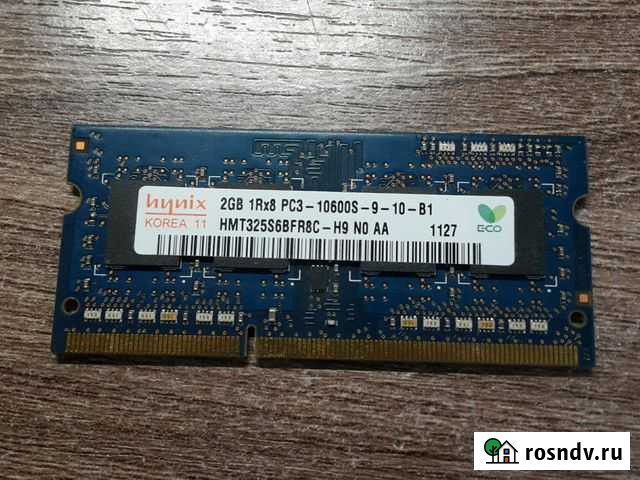 hynix
KOREA 11
2GB 1Rx8 PC3-10600S-9-10-B1
HMT325S6BFR8C-H9 N0 AA 1127
ECO
rosndv.ru